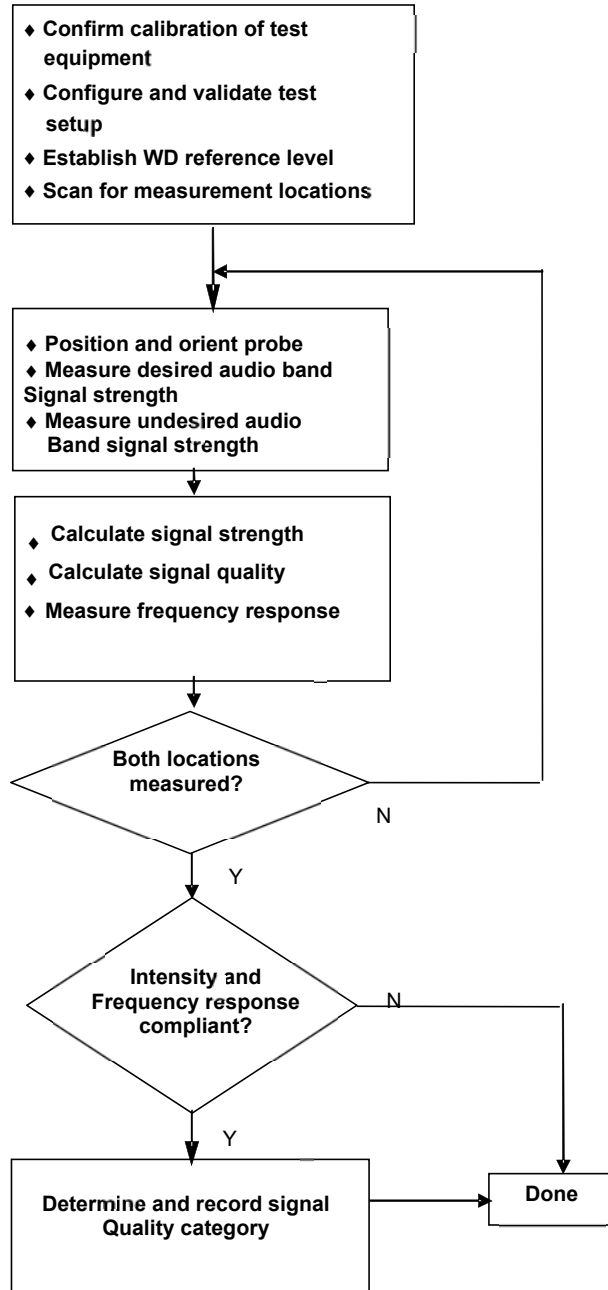 ♦ Confirm calibration of test
equipment
♦ Configure and validate test
setup
♦ Establish WD reference level
♦ Scan for measurement locations
♦ Position and orient probe
♦ Measure desired audio band
Signal strength
♦ Measure undesired audio
Band signal strength
♦ Calculate signal strength
♦ Calculate signal quality
♦ Measure frequency response
Both locations
measured?
N
Y
Intensity and
Frequency response
compliant?
N
Y
Determine and record signal
Quality category
Done